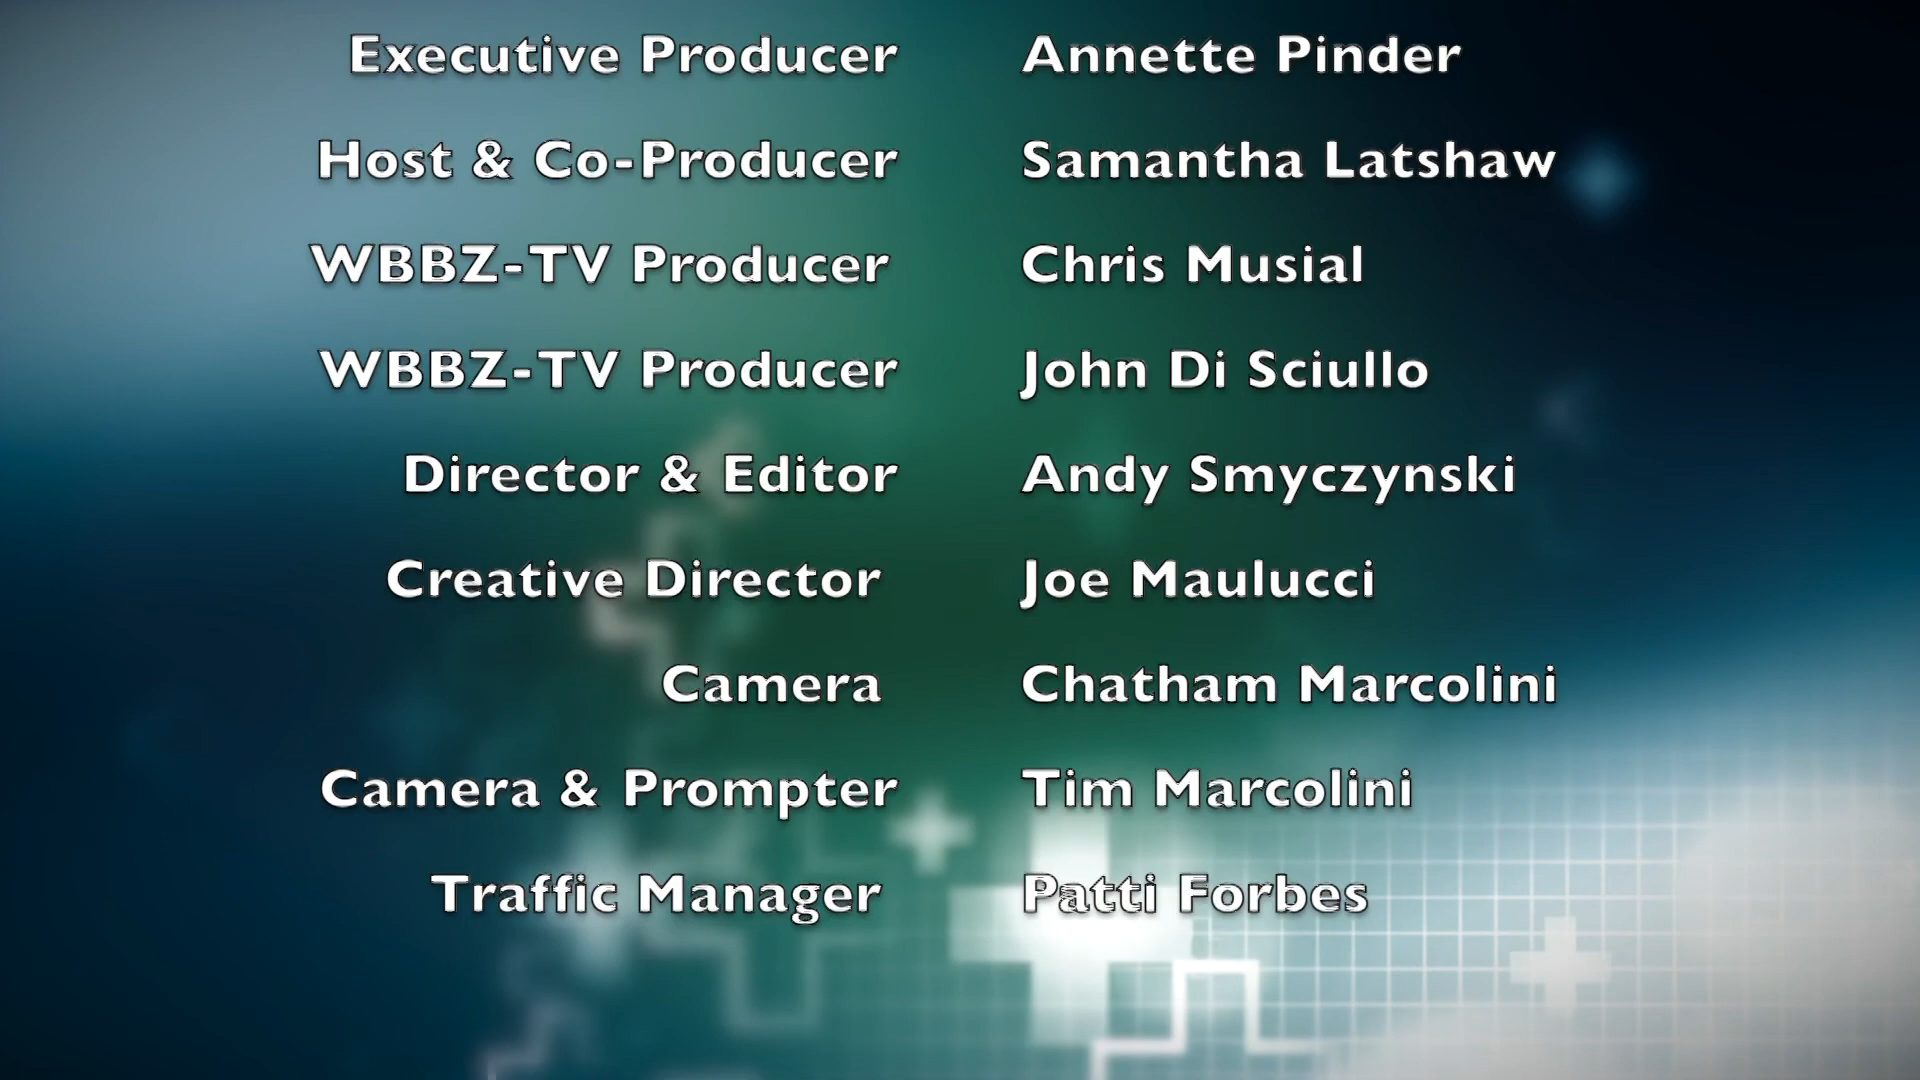 Executive Producer Annette Pinder
Host & Co-Producer Samantha Latshaw
WBBZ-TV Producer Chris Musial
WBBZ-TV Producer John Di Sciullo
Director & Editor Andy Smyczynski
Creative Director Joe Maulucci
Camera Chatham Marcolini
Camera & Prompter Tim Marcolini
Traffic Manager Patti Forbes